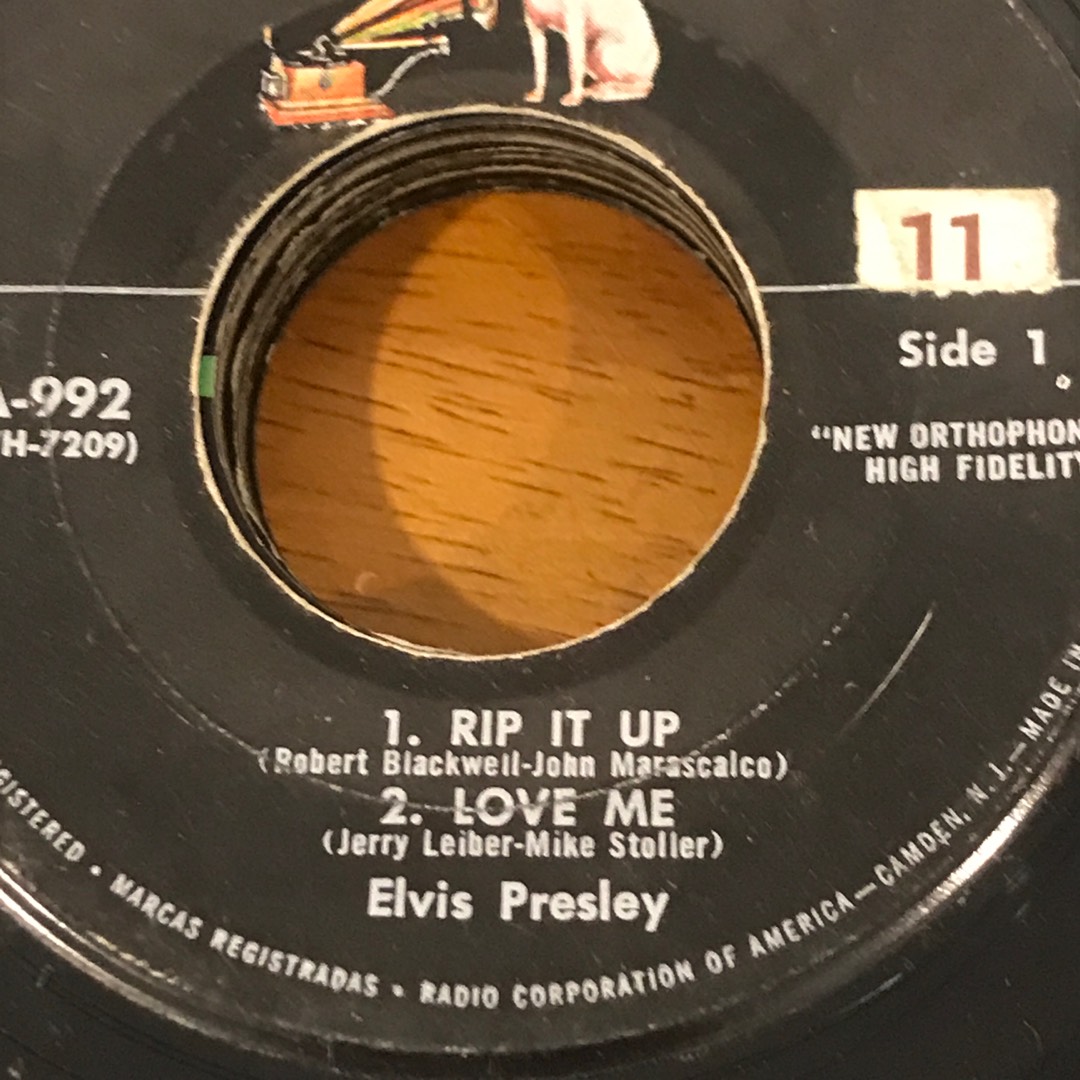 11
Side 1
-992
H-7209)
"NEW ORTHOPHON
HIGH FIDELITY
1. RIP IT UP
(Robert Blackwell-John Marascalco)
2. LOVE ME
(Jerry Leiber-Mike Stoller)
Elvis Presley
GISTERED • MARCAS REGISTRADAS • RADIO CORPORATION OF AMERICA—CAMDEN, N. J.—MADE IN